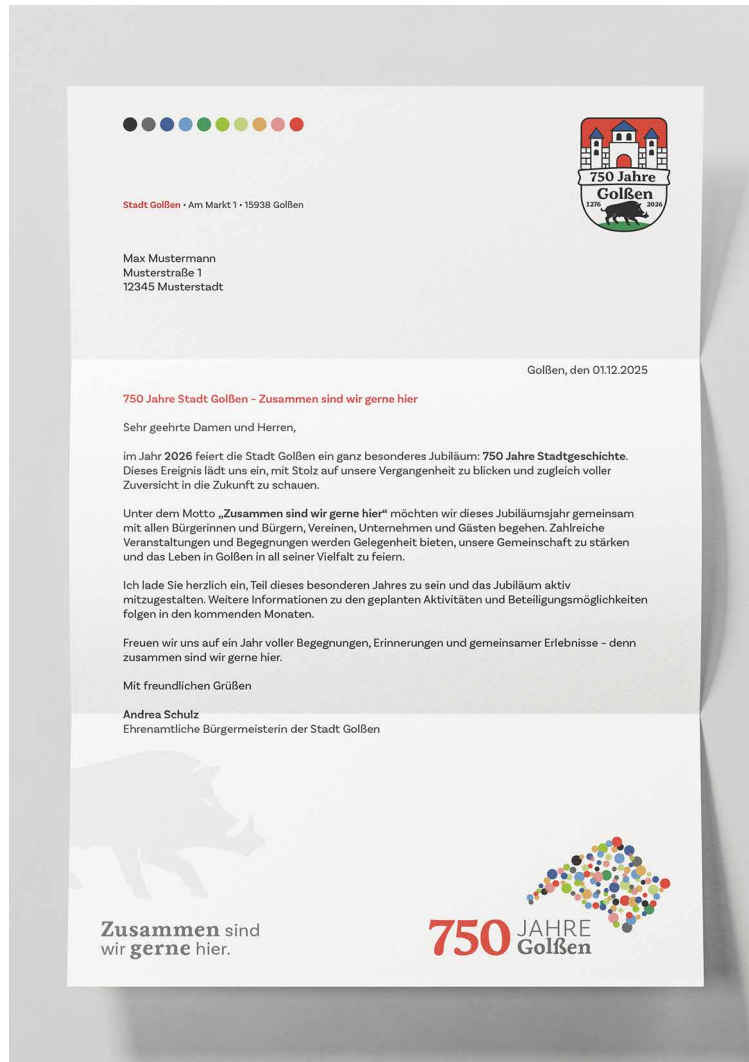 750 Jahre
Golßen
1276 2026
Stadt Golßen • Am Markt 1 • 15938 Golßen
Max Mustermann
Musterstraße 1
12345 Musterstadt
Golßen, den 01.12.2025
750 Jahre Stadt Golßen – Zusammen sind wir gerne hier
Sehr geehrte Damen und Herren,
im Jahr 2026 feiert die Stadt Golßen ein ganz besonderes Jubiläum: 750 Jahre Stadtgeschichte.
Dieses Ereignis lädt uns ein, mit Stolz auf unsere Vergangenheit zu blicken und zugleich voller
Zuversicht in die Zukunft zu schauen.
Unter dem Motto „Zusammen sind wir gerne hier“ möchten wir dieses Jubiläumsjahr gemeinsam
mit allen Bürgerinnen und Bürgern, Vereinen, Unternehmen und Gästen begehen. Zahlreiche
Veranstaltungen und Begegnungen werden Gelegenheit bieten, unsere Gemeinschaft zu stärken
und das Leben in Golßen in all seiner Vielfalt zu feiern.
Ich lade Sie herzlich ein, Teil dieses besonderen Jahres zu sein und das Jubiläum aktiv
mitzugestalten. Weitere Informationen zu den geplanten Aktivitäten und Beteiligungsmöglichkeiten
folgen in den kommenden Monaten.
Freuen wir uns auf ein Jahr voller Begegnungen, Erinnerungen und gemeinsamer Erlebnisse – denn
zusammen sind wir gerne hier.
Mit freundlichen Grüßen
Andrea Schulz
Ehrenamtliche Bürgermeisterin der Stadt Golßen
Zusammen sind
wir gerne hier.
750 JAHRE
Golßen